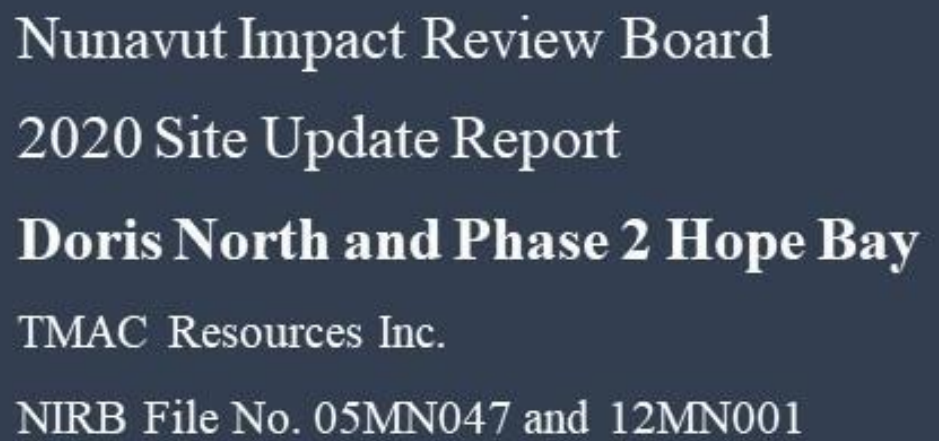 Nunavut Impact Review Board
2020 Site Update Report
Doris North and Phase 2 Hope Bay
TMAC Resources Inc.
NIRB File No. 05MN047 and 12MN001